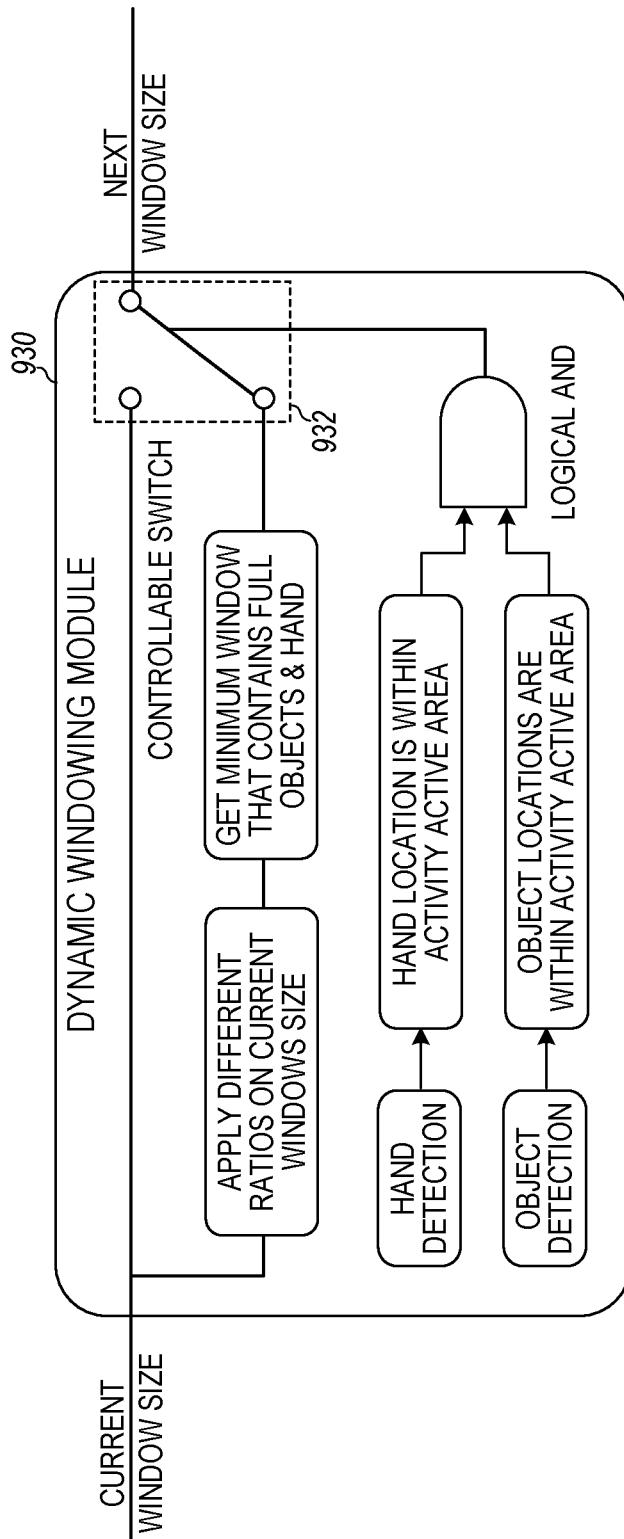 930
DYNAMIC WINDOWING MODULE
CURRENT
WINDOW SIZE
NEXT
WINDOW SIZE
CONTROLLABLE SWITCH
932
APPLY DIFFERENT
RATIOS ON CURRENT
WINDOWS SIZE
GET MINIMUM WINDOW
THAT CONTAINS FULL
OBJECTS & HAND
HAND
DETECTION
HAND LOCATION IS WITHIN
ACTIVITY ACTIVE AREA
OBJECT
DETECTION
OBJECT LOCATIONS ARE
WITHIN ACTIVITY ACTIVE AREA
LOGICAL AND